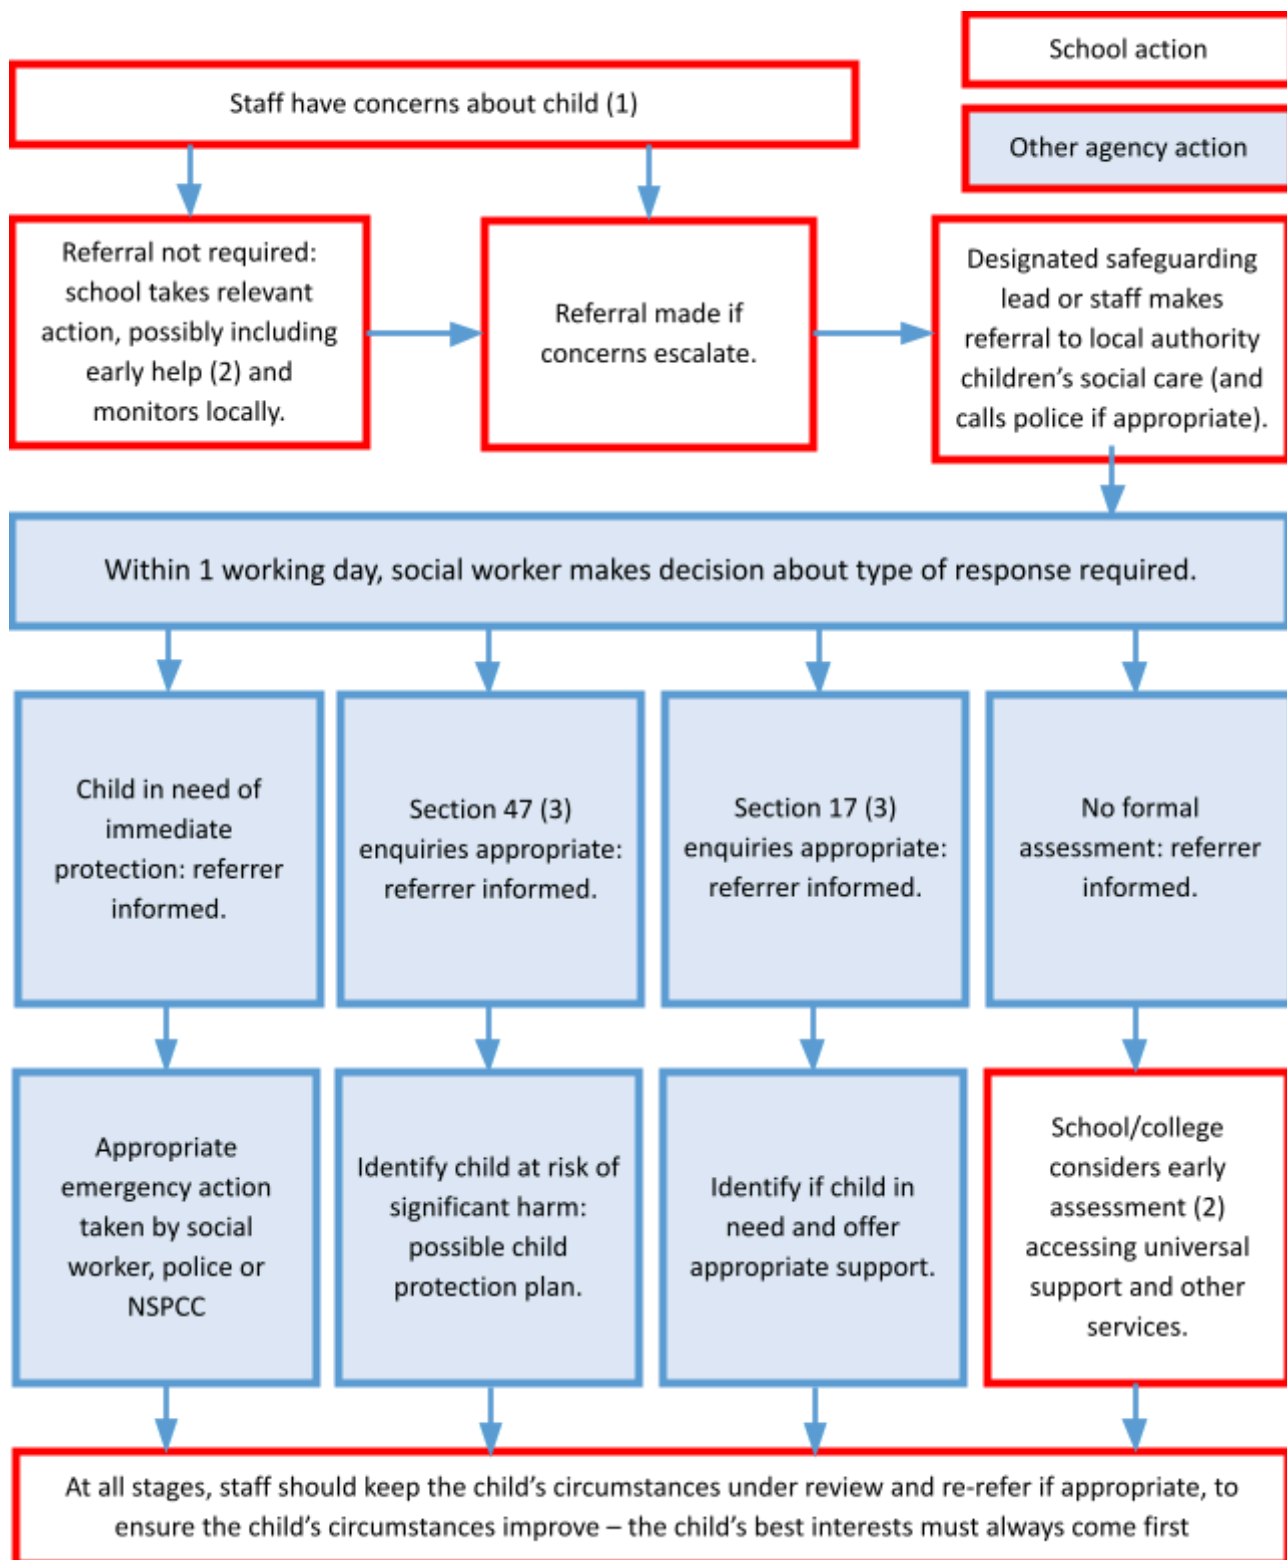 School action
Staff have concerns about child (1)
Other agency action
Referral not required:
school takes relevant
action, possibly including
early help (2) and
monitors locally.
Referral made if
concerns escalate.
Designated safeguarding
lead or staff makes
referral to local authority
children’s social care (and
calls police if appropriate).
Within 1 working day, social worker makes decision about type of response required.
Child in need of
immediate
protection: referrer
informed.
Section 47 (3)
enquiries appropriate:
referrer informed.
Section 17 (3)
enquiries appropriate:
referrer informed.
No formal
assessment: referrer
informed.
Appropriate
emergency action
taken by social
worker, police or
NSPCC
Identify child at risk of
significant harm:
possible child
protection plan.
Identify if child in
need and offer
appropriate support.
School/college
considers early
assessment (2)
accessing universal
support and other
services.
At all stages, staff should keep the child’s circumstances under review and re-refer if appropriate, to
ensure the child’s circumstances improve – the child’s best interests must always come first